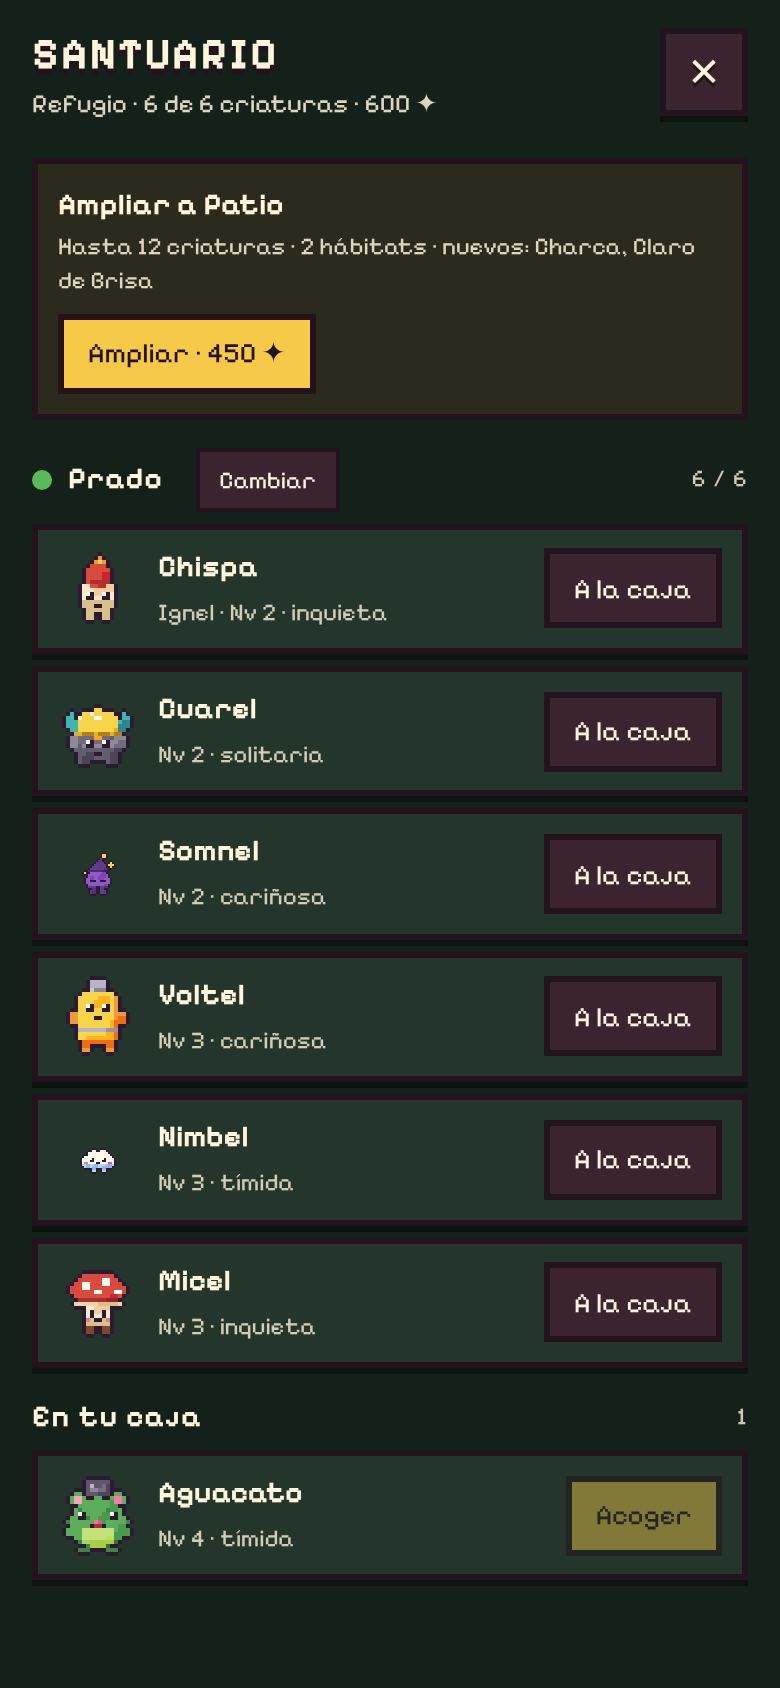 SANTUARIO
Refugio · 6 de 6 criaturas · 600 ✦
×
Ampliar a Patio
Hasta 12 criaturas · 2 hábitats · nuevos: Charca, Claro
de Brisa
Ampliar · 450 ✦
Prado
Cambiar
6 / 6
Chispa
Ignel · Nv 2 · inquieta
A la caja
Cuarel
Nv 2 · solitaria
A la caja
Somnel
Nv 2 · cariñosa
A la caja
Voltel
Nv 3 · cariñosa
A la caja
Nimbel
Nv 3 · tímida
A la caja
Micel
Nv 3 · inquieta
A la caja
En tu caja
1
Aguacato
Nv 4 · tímida
Acoger